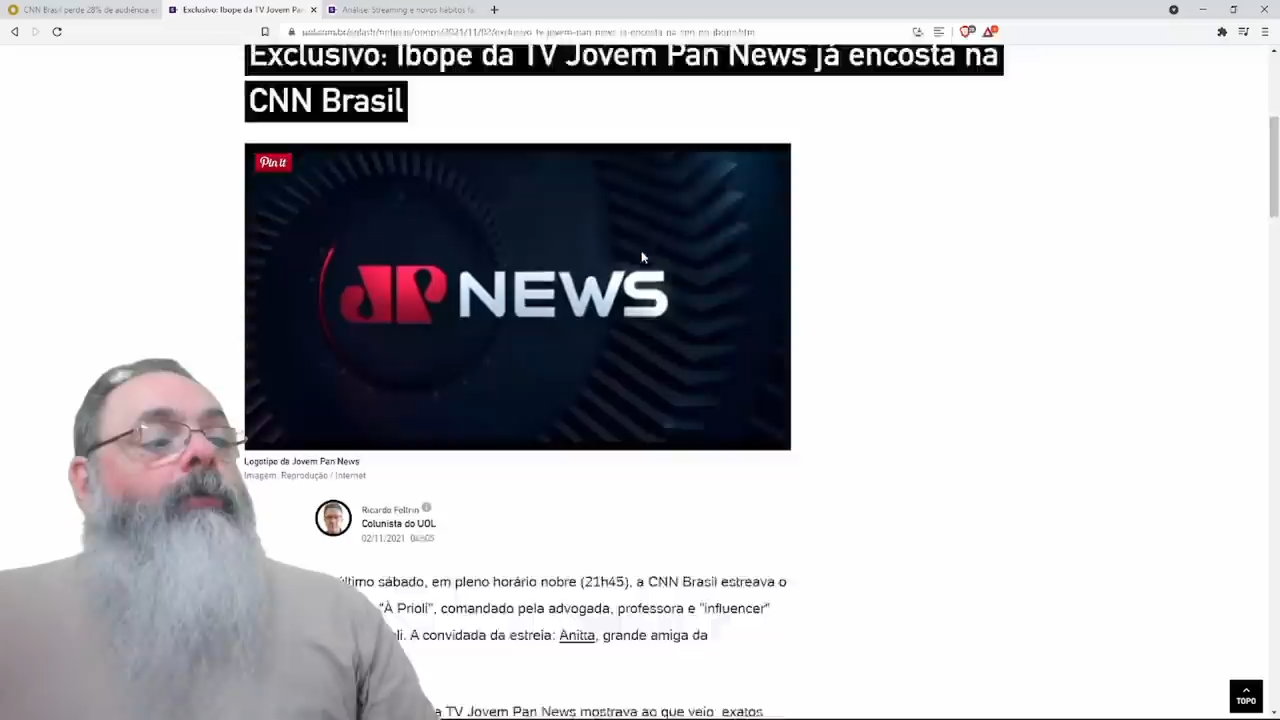 CNN Brasil perde 28% de audiência e
Exclusivo: Ibope da TV Jovem Pan
Análise: Streaming e novos hábitos fa
Exclusivo: Ibope da TV Jovem Pan News já encosta na
CNN Brasil
Pin it
JP NEWS
Logotipo da Jovem Pan News
Imagem: Reprodução / Internet
Ricardo Feltrin
Colunista do UOL
02/11/2021
último sábado, em pleno horário nobre (21h45), a CNN Brasil estreava o
"À Prioli", comandado pela advogada, professora e "influencer"
li. A convidada da estreia: Anitta, grande amiga da
a TV Jovem Pan News mostrava ao que veio: exatos
TOPO